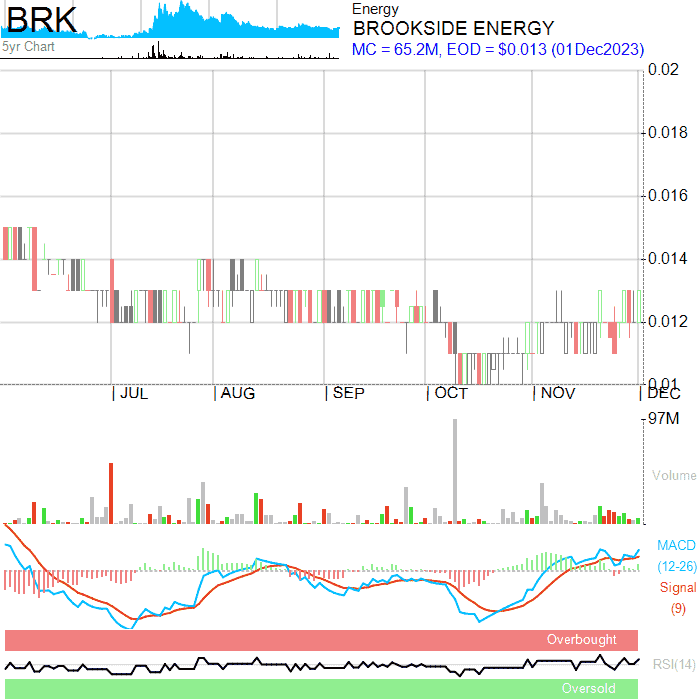 BRK
5yr Chart
Energy
BROOKSIDE ENERGY
MC = 65.2M, EOD = $0.013 (01Dec2023)
0.02
0.018
0.016
0.014
0.012
0.01
JUL AUG SEP OCT NOV DEC
97M
Volume
MACD
(12-26)
Signal
(9)
Overbought
RSI(14)
Oversold